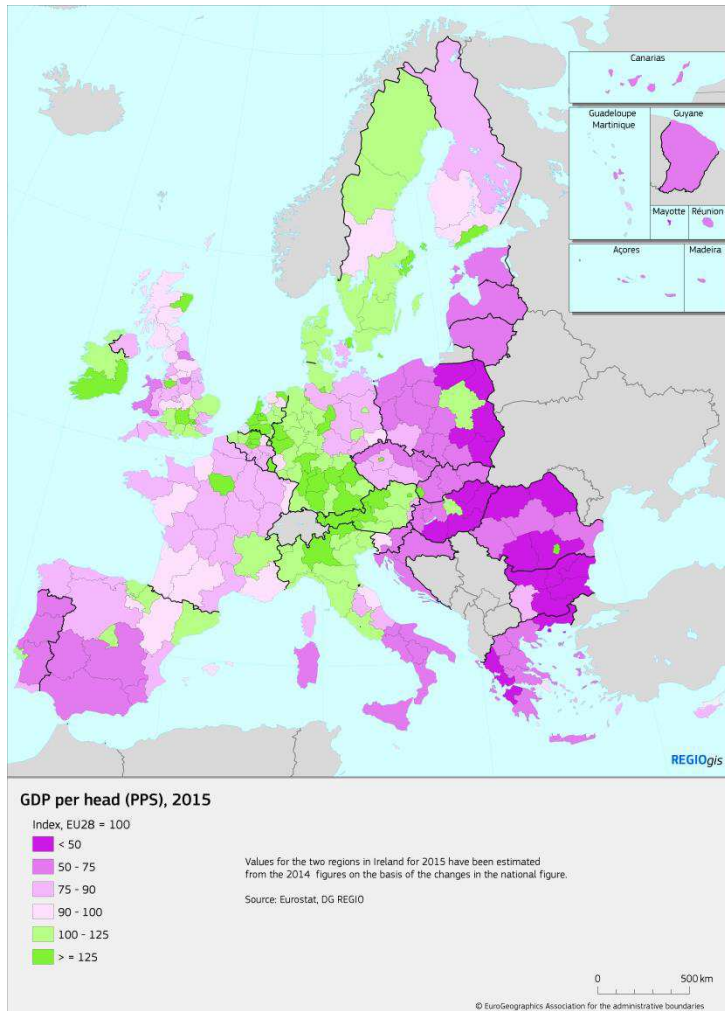 Canarias
Guadeloupe
Martinique
Guyane
Mayotte
Réunion
Açores
Madeira
REGIOgis
GDP per head (PPS), 2015
Index, EU28 = 100
< 50
50 - 75
75 - 90
90 - 100
100 - 125
> = 125
Values for the two regions in Ireland for 2015 have been estimated
from the 2014 figures on the basis of the changes in the national figure.
Source: Eurostat, DG REGIO
0 500 km
© EuroGeographics Association for the administrative boundaries